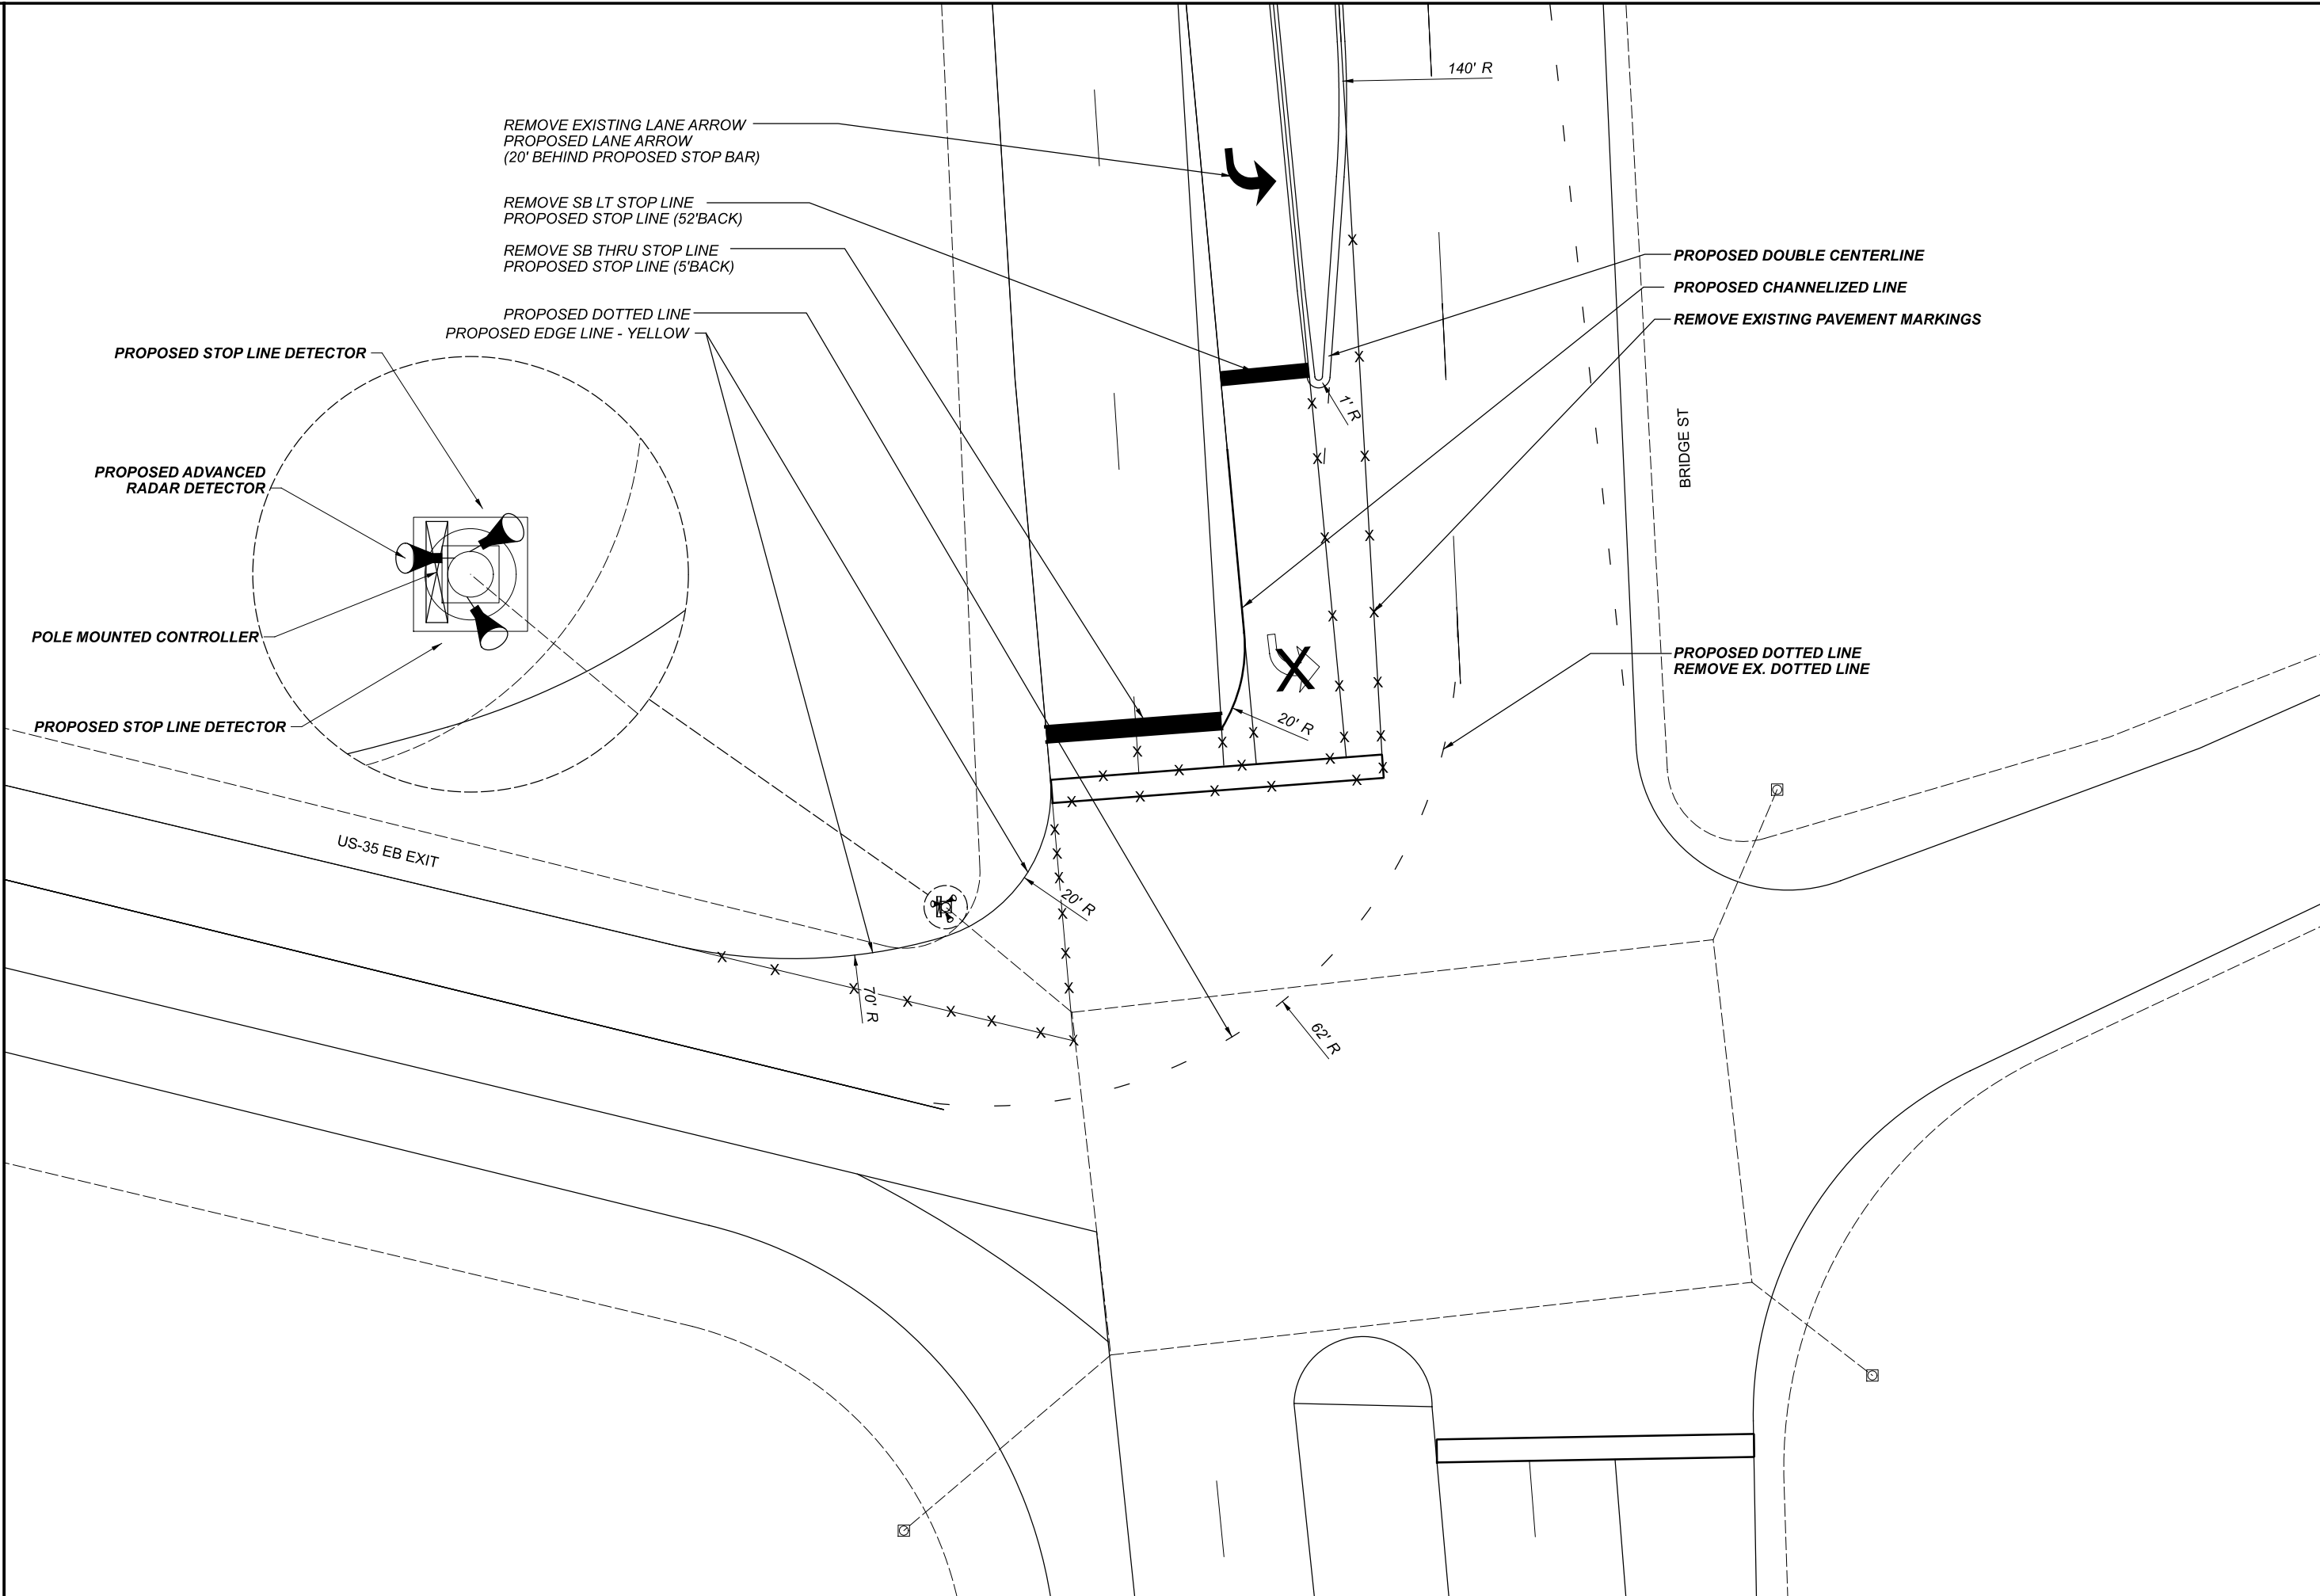 140' R
REMOVE EXISTING LANE ARROW
PROPOSED LANE ARROW
(20' BEHIND PROPOSED STOP BAR)
REMOVE SB LT STOP LINE
PROPOSED STOP LINE (52'BACK)
REMOVE SB THRU STOP LINE
PROPOSED STOP LINE (5'BACK)
PROPOSED DOTTED LINE
PROPOSED EDGE LINE - YELLOW
PROPOSED STOP LINE DETECTOR
PROPOSED ADVANCED
RADAR DETECTOR
POLE MOUNTED CONTROLLER
PROPOSED STOP LINE DETECTOR
PROPOSED DOUBLE CENTERLINE
PROPOSED CHANNELIZED LINE
REMOVE EXISTING PAVEMENT MARKINGS
1' R
BRIDGE ST
PROPOSED DOTTED LINE
REMOVE EX. DOTTED LINE
20' R
US-35 EB EXIT
20' R
70' R
62' R